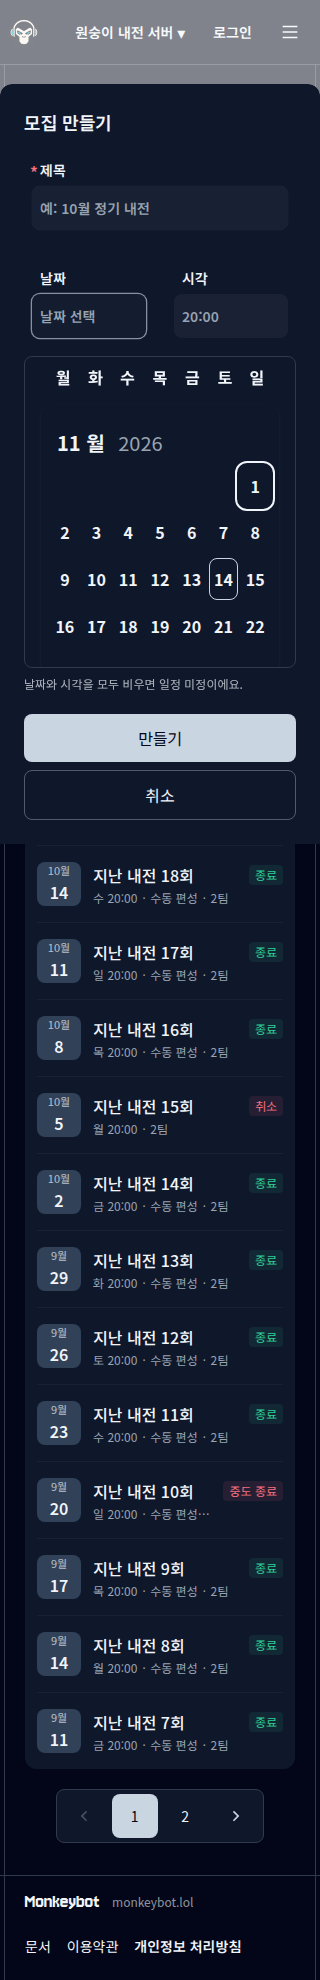 원숭이 내전 서버 ▾ 로그인
모집 만들기
* 제목
예: 10월 정기 내전
날짜 시각
날짜 선택 20:00
월 화 수 목 금 토 일
11 월 2026
1
2 3 4 5 6 7 8
9 10 11 12 13 14 15
16 17 18 19 20 21 22
날짜와 시각을 모두 비우면 일정 미정이에요.
만들기
취소
10월
14
지난 내전 18회
수 20:00 · 수동 편성 · 2팀
종료
10월
11
지난 내전 17회
일 20:00 · 수동 편성 · 2팀
종료
10월
8
지난 내전 16회
목 20:00 · 수동 편성 · 2팀
종료
10월
5
지난 내전 15회
월 20:00 · 2팀
취소
10월
2
지난 내전 14회
금 20:00 · 수동 편성 · 2팀
종료
9월
29
지난 내전 13회
화 20:00 · 수동 편성 · 2팀
종료
9월
26
지난 내전 12회
토 20:00 · 수동 편성 · 2팀
종료
9월
23
지난 내전 11회
수 20:00 · 수동 편성 · 2팀
종료
9월
20
지난 내전 10회
일 20:00 · 수동 편성…
중도 종료
9월
17
지난 내전 9회
목 20:00 · 수동 편성 · 2팀
종료
9월
14
지난 내전 8회
월 20:00 · 수동 편성 · 2팀
종료
9월
11
지난 내전 7회
금 20:00 · 수동 편성 · 2팀
종료
‹ 1 2 ›
Monkeybot monkeybot.lol
문서 이용약관 개인정보 처리방침